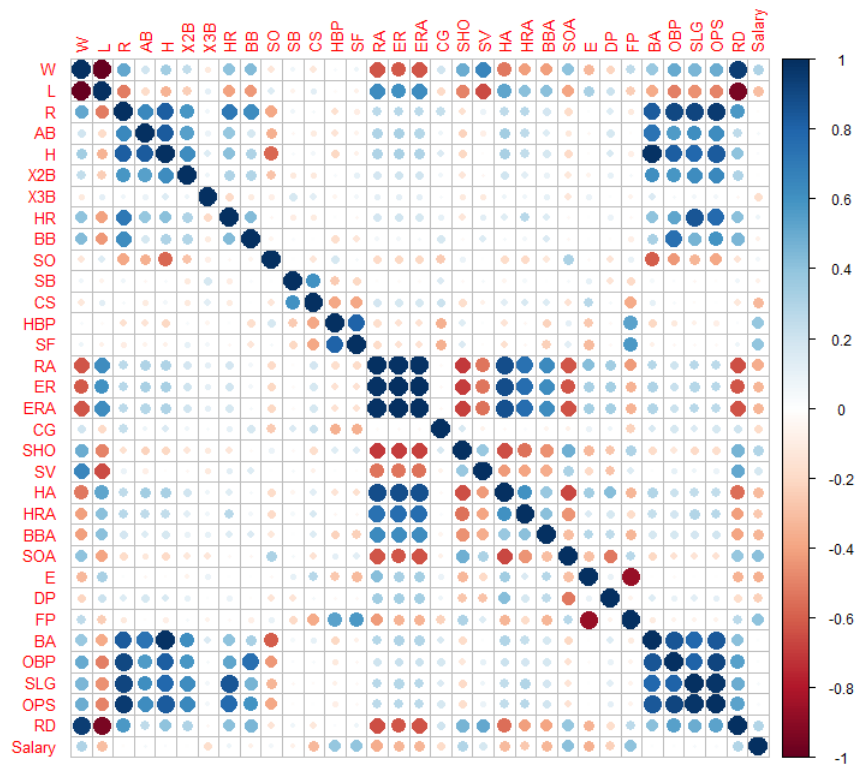 W L R AB H X2B X3B HR BB SO SB CS HBP SF RA ER ERA CG SHO SV HA HRA BBA SOA E DP FP BA OBP SLG OPS RD Salary
W
L
R
AB
H
X2B
X3B
HR
BB
SO
SB
CS
HBP
SF
RA
ER
ERA
CG
SHO
SV
HA
HRA
BBA
SOA
E
DP
FP
BA
OBP
SLG
OPS
RD
Salary
1
0.8
0.6
0.4
0.2
0
-0.2
-0.4
-0.6
-0.8
-1